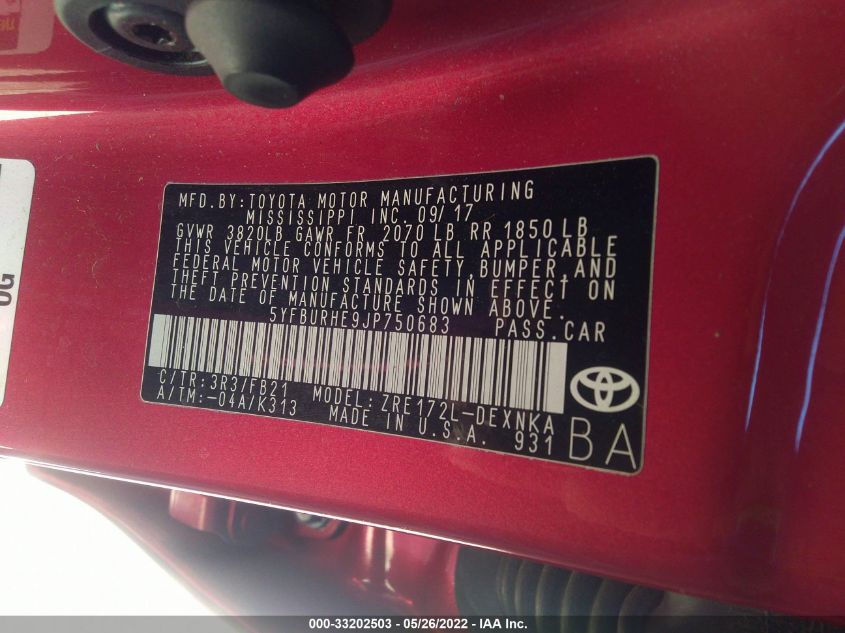 MFD.BY:TOYOTA MOTOR MANUFACTURING
MISSISSIPPI INC. 09/17
GVWR 3820LB GAWR FR 2070 LB RR 1850 LB
THIS VEHICLE CONFORMS TO ALL APPLICABLE
FEDERAL MOTOR VEHICLE SAFETY, BUMPER, AND
THEFT PREVENTION STANDARDS IN EFFECT ON
THE DATE OF MANUFACTURE SHOWN ABOVE.
5YFBURHE9JP750683 PASS.CAR
C/TR:3R3/FB21 MODEL:ZRE172L-DEXNKA
A/TM:-04A/K313 MADE IN U.S.A. 931
BA
000-33202503 - 05/26/2022 - IAA Inc.